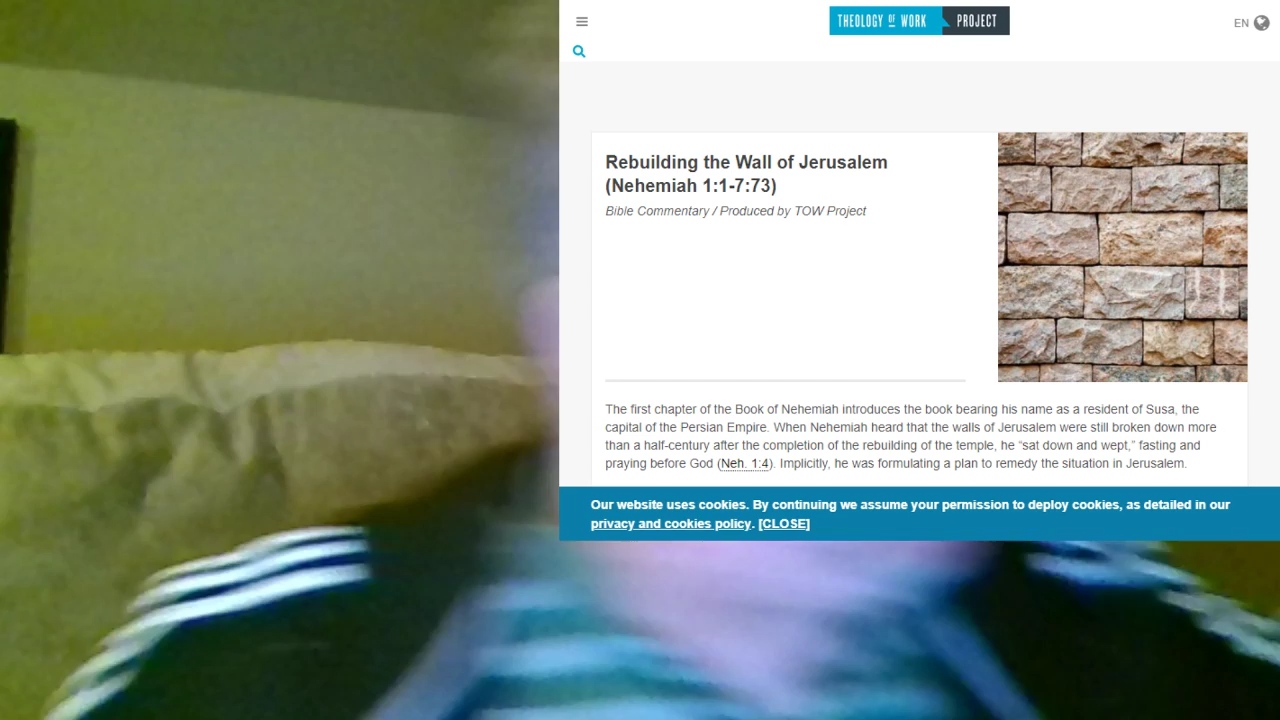 THEOLOGY OF WORK PROJECT
EN
Rebuilding the Wall of Jerusalem
(Nehemiah 1:1-7:73)
Bible Commentary / Produced by TOW Project
The first chapter of the Book of Nehemiah introduces the book bearing his name as a resident of Susa, the
capital of the Persian Empire. When Nehemiah heard that the walls of Jerusalem were still broken down more
than a half-century after the completion of the rebuilding of the temple, he “sat down and wept,” fasting and
praying before God (Neh. 1:4). Implicitly, he was formulating a plan to remedy the situation in Jerusalem.
Our website uses cookies. By continuing we assume your permission to deploy cookies, as detailed in our
privacy and cookies policy. [CLOSE]